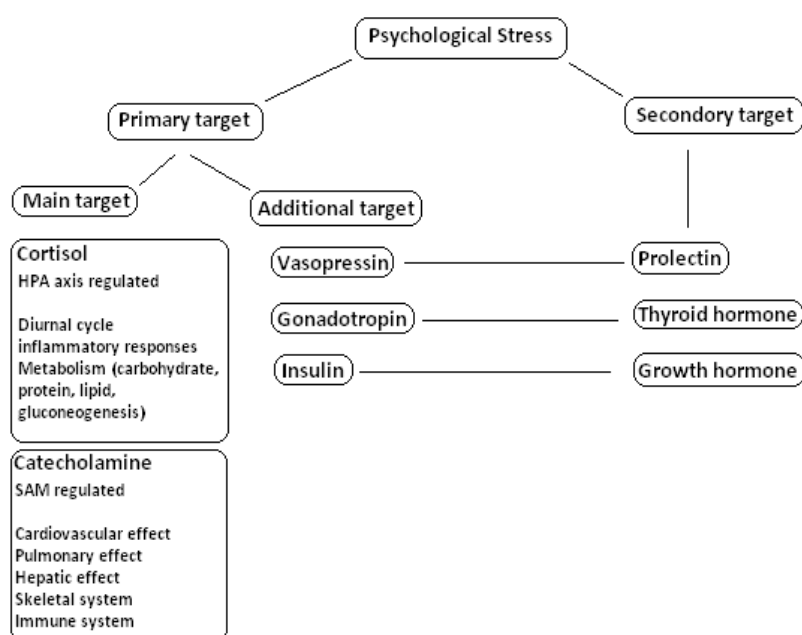 Psychological Stress
Primary target
Secondory target
Main target
Additional target
Cortisol
HPA axis regulated
Diurnal cycle
inflammatory responses
Metabolism (carbohydrate,
protein, lipid,
gluconeogenesis)
Vasopressin
Prolectin
Gonadotropin
Thyroid hormone
Insulin
Growth hormone
Catecholamine
SAM regulated
Cardiovascular effect
Pulmonary effect
Hepatic effect
Skeletal system
Immune system